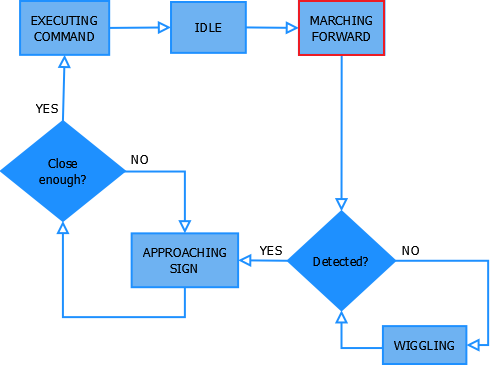 EXECUTING
COMMAND
IDLE
MARCHING
FORWARD
YES
Close
enough?
NO
APPROACHING
SIGN
YES
Detected?
NO
WIGGLING